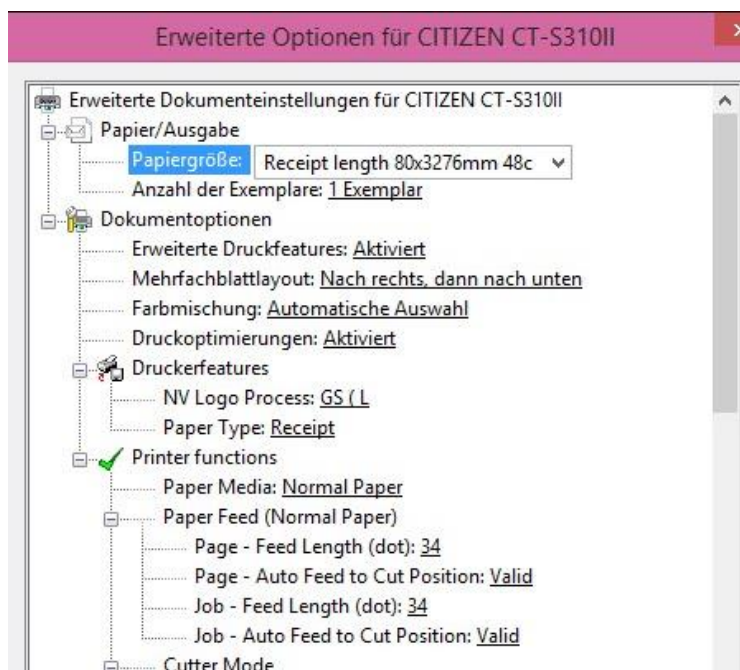 Erweiterte Optionen für CITIZEN CT-S310II
Erweiterte Dokumenteinstellungen für CITIZEN CT-S310II
Papier/Ausgabe
Papiergröße: Receipt length 80x3276mm 48c
Anzahl der Exemplare: 1 Exemplar
Dokumentoptionen
Erweiterte Druckfeatures: Aktiviert
Mehrfachblattlayout: Nach rechts, dann nach unten
Farbmischung: Automatische Auswahl
Druckoptimierungen: Aktiviert
Druckerfeatures
NV Logo Process: GS ( L
Paper Type: Receipt
Printer functions
Paper Media: Normal Paper
Paper Feed (Normal Paper)
Page - Feed Length (dot): 34
Page - Auto Feed to Cut Position: Valid
Job - Feed Length (dot): 34
Job - Auto Feed to Cut Position: Valid
Cutter Mode